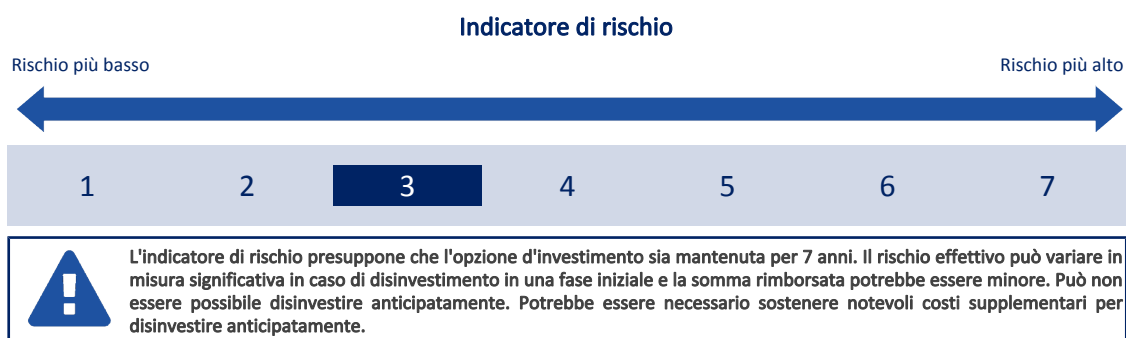 Indicatore di rischio
Rischio più basso
Rischio più alto
1 2 3 4 5 6 7
L'indicatore di rischio presuppone che l'opzione d'investimento sia mantenuta per 7 anni. Il rischio effettivo può variare in
misura significativa in caso di disinvestimento in una fase iniziale e la somma rimborsata potrebbe essere minore. Può non
essere possibile disinvestire anticipatamente. Potrebbe essere necessario sostenere notevoli costi supplementari per
disinvestire anticipatamente.